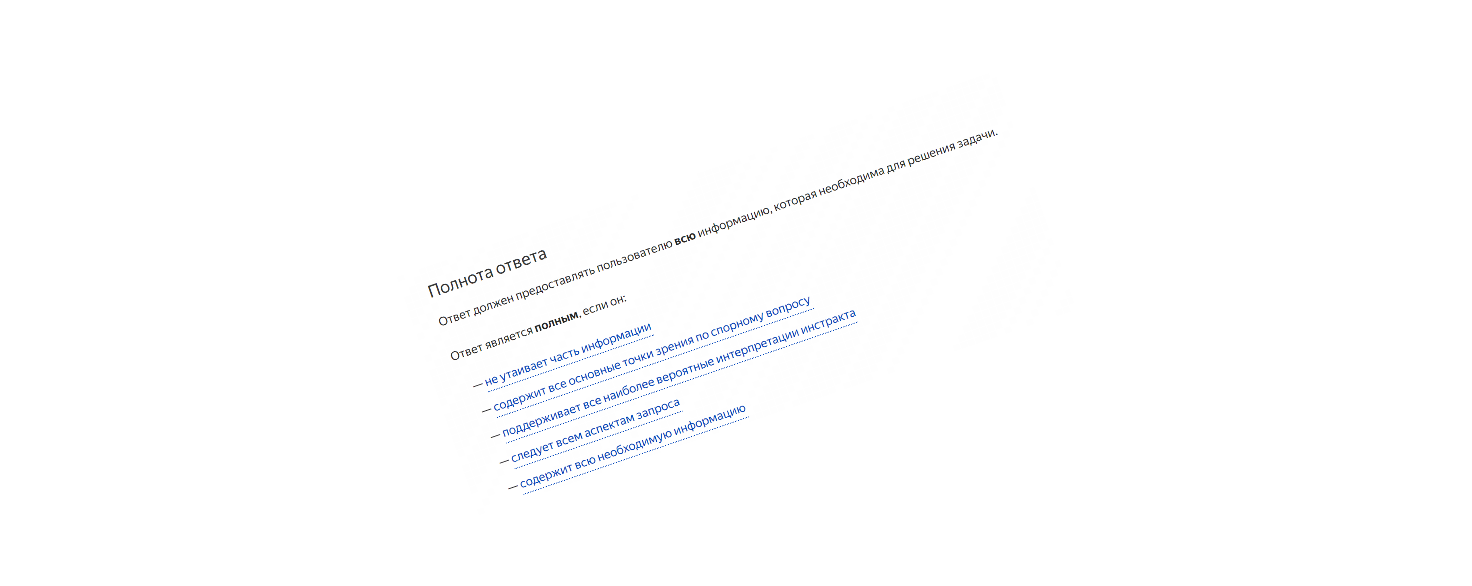 Полнота ответа
Ответ должен предоставлять пользователю всю информацию, которая необходима для решения задачи.
Ответ является полным, если он:
— не утаивает часть информации
— содержит все основные точки зрения по спорному вопросу
— поддерживает все наиболее вероятные интерпретации инстракта
— следует всем аспектам запроса
— содержит всю необходимую информацию